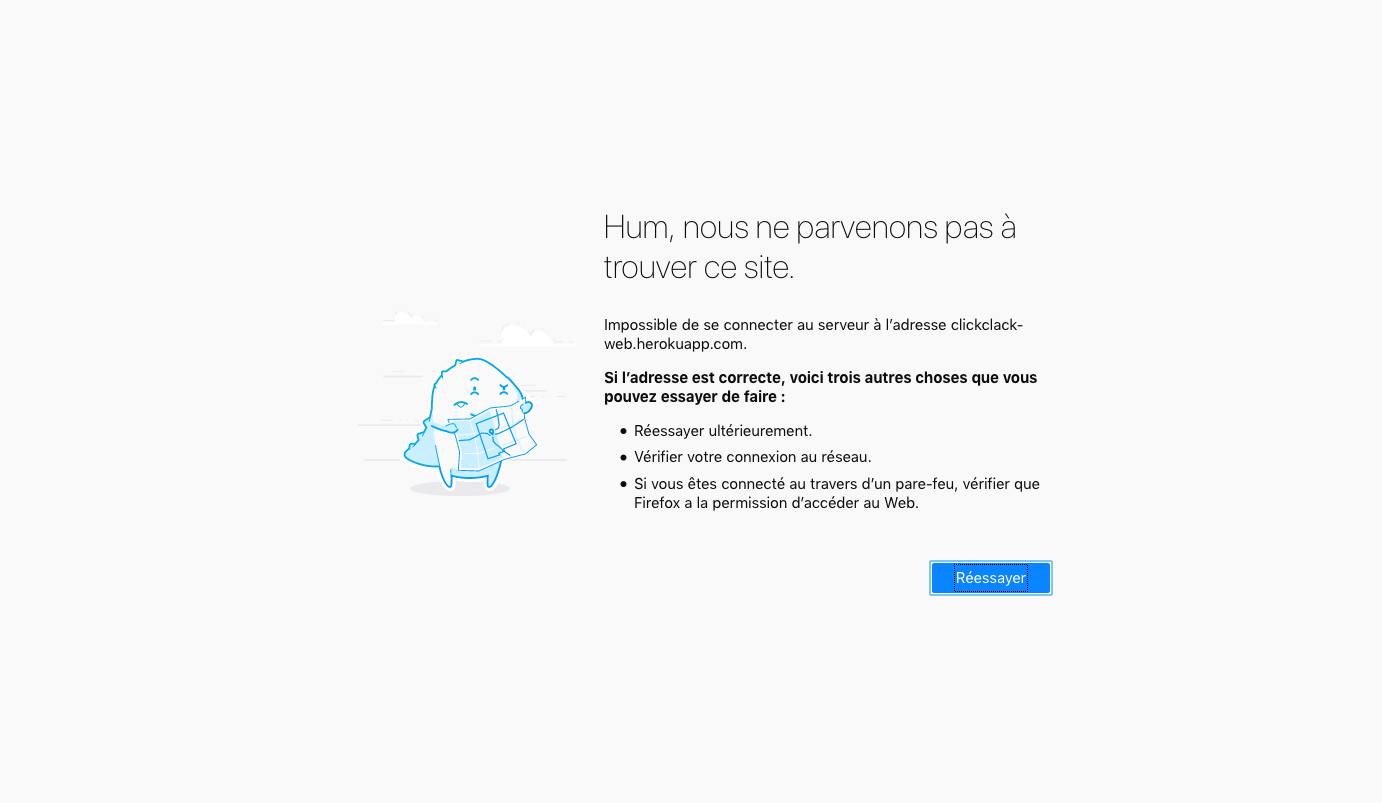 Hum, nous ne parvenons pas à
trouver ce site.
Impossible de se connecter au serveur à l’adresse clickclack-
web.herokuapp.com.
Si l’adresse est correcte, voici trois autres choses que vous
pouvez essayer de faire :
• Réessayer ultérieurement.
• Vérifier votre connexion au réseau.
• Si vous êtes connecté au travers d’un pare-feu, vérifier que
Firefox a la permission d’accéder au Web.
Réessayer